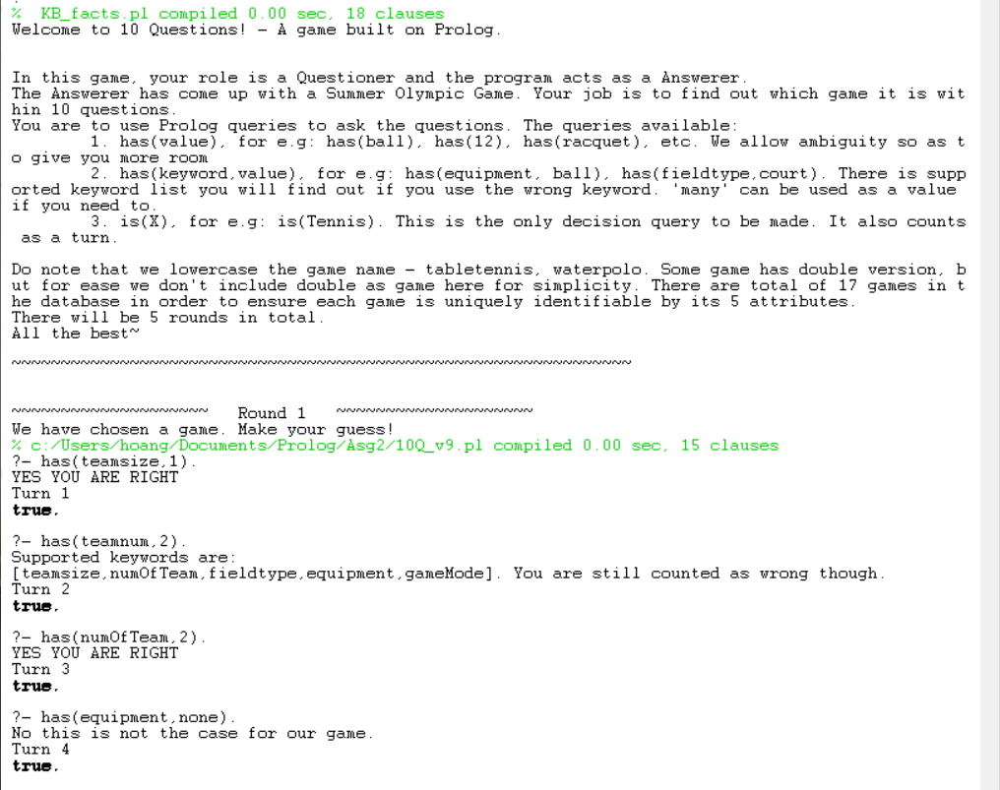 % KB_facts.pl compiled 0.00 sec, 18 clauses
Welcome to 10 Questions! - A game built on Prolog.
In this game, your role is a Questioner and the program acts as a Answerer.
The Answerer has come up with a Summer Olympic Game. Your job is to find out which game it is wit
hin 10 questions.
You are to use Prolog queries to ask the questions. The queries available:
1. has(value), for e.g: has(ball), has(12), has(racquet), etc. We allow ambiguity so as t
o give you more room
2. has(keyword,value), for e.g: has(equipment, ball), has(fieldtype,court). There is supp
orted keyword list you will find out if you use the wrong keyword. 'many' can be used as a value
if you need to.
3. is(X), for e.g: is(Tennis). This is the only decision query to be made. It also counts
as a turn.
Do note that we lowercase the game name - tabletennis, waterpolo. Some game has double version, b
ut for ease we don't include double as game here for simplicity. There are total of 17 games in t
he database in order to ensure each game is uniquely identifiable by its 5 attributes.
There will be 5 rounds in total.
All the best~
~~~~~~~~~~~~~~~~~~~~~~~~~~~~~~~~~~~~~~~~~~~~~~~~~~~~~~~~~~~~~~~
~~~~~~~~~~~~~~~~~~~~ Round 1 ~~~~~~~~~~~~~~~~~~~~
We have chosen a game. Make your guess!
% c:/Users/hoang/Documents/Prolog/Asg2/10Q_v9.pl compiled 0.00 sec, 15 clauses
?- has(teamsize,1).
YES YOU ARE RIGHT
Turn 1
true.
?- has(teamnum,2).
Supported keywords are:
[teamsize,numOfTeam,fieldtype,equipment,gameMode]. You are still counted as wrong though.
Turn 2
true.
?- has(numOfTeam,2).
YES YOU ARE RIGHT
Turn 3
true.
?- has(equipment,none).
No this is not the case for our game.
Turn 4
true.